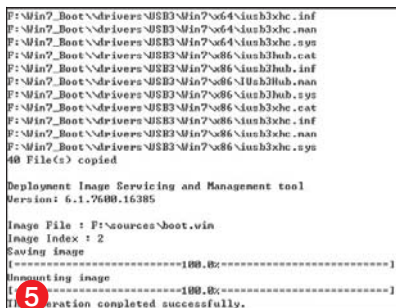 F:\Win7_Boot\\drivers\USB3\Win7\x64\iusb3xhc.inf
F:\Win7_Boot\\drivers\USB3\Win7\x64\iusb3xhc.man
F:\Win7_Boot\\drivers\USB3\Win7\x64\iusb3xhc.sys
F:\Win7_Boot\\drivers\USB3\Win7\x86\iusb3hub.cat
F:\Win7_Boot\\drivers\USB3\Win7\x86\iusb3hub.inf
F:\Win7_Boot\\drivers\USB3\Win7\x86\IUsb3Hub.man
F:\Win7_Boot\\drivers\USB3\Win7\x86\iusb3hub.sys
F:\Win7_Boot\\drivers\USB3\Win7\x86\iusb3xhc.cat
F:\Win7_Boot\\drivers\USB3\Win7\x86\iusb3xhc.inf
F:\Win7_Boot\\drivers\USB3\Win7\x86\iusb3xhc.man
F:\Win7_Boot\\drivers\USB3\Win7\x86\iusb3xhc.sys
40 File(s) copied
Deployment Image Servicing and Management tool
Version: 6.1.7600.16385
Image File : F:\sources\boot.wim
Image Index : 2
Saving image
[==========================100.0%==========================]
Unmounting image
[==========================100.0%==========================]
5
completed successfully.